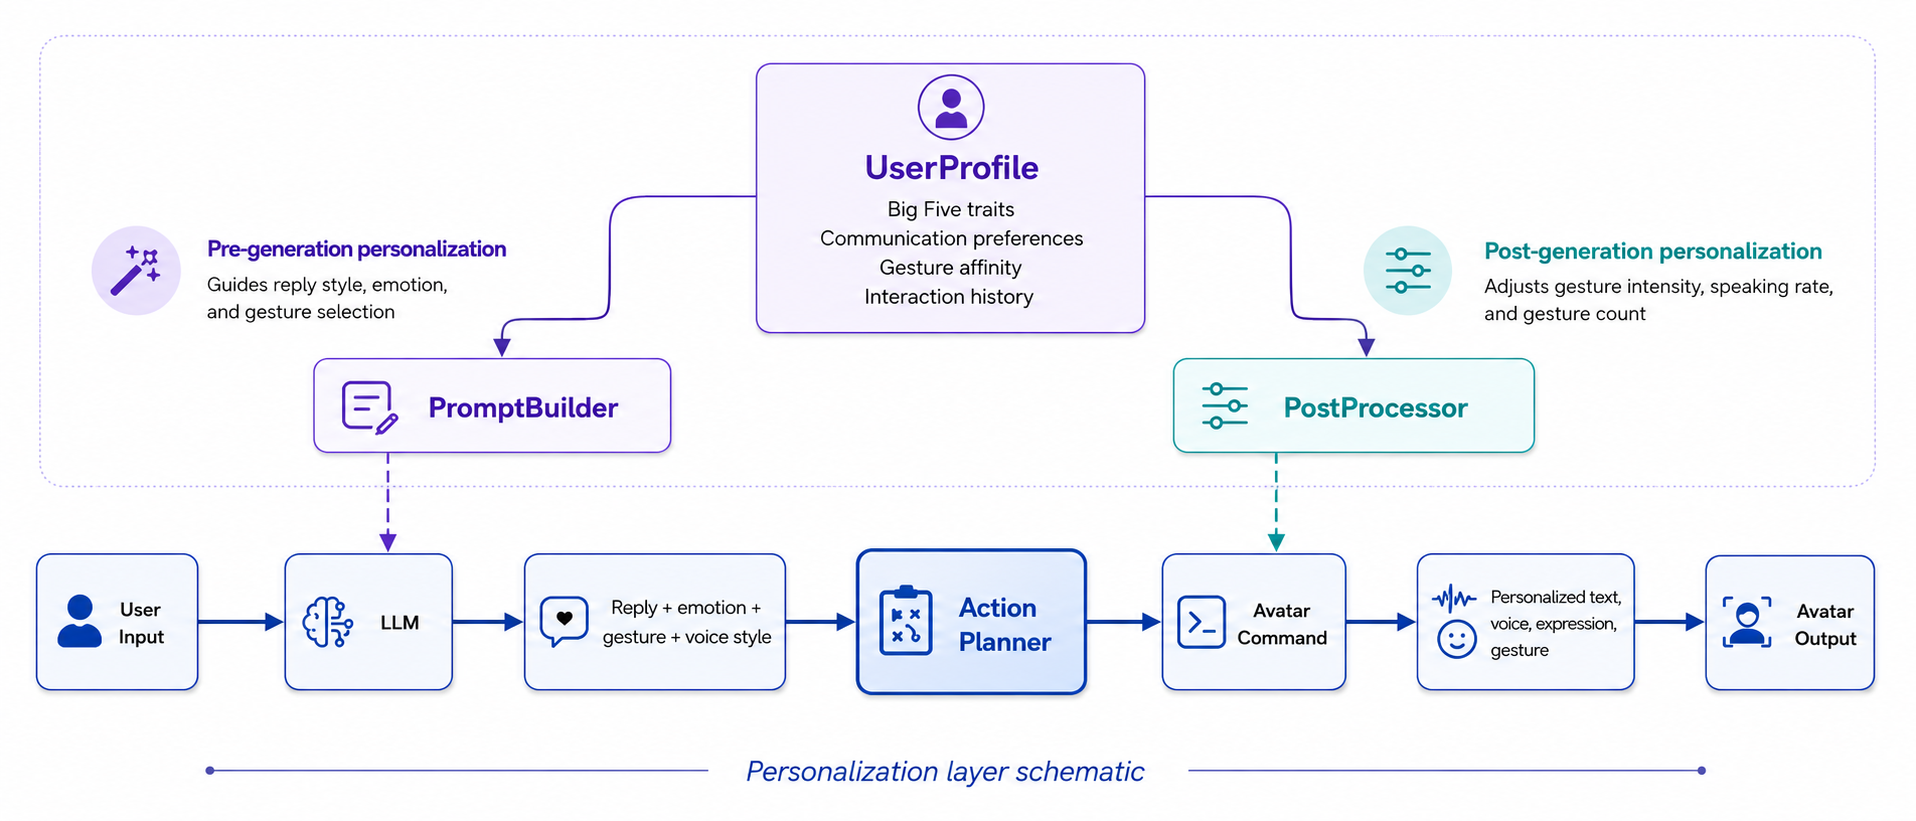 UserProfile
Big Five traits
Communication preferences
Gesture affinity
Interaction history
Pre-generation personalization
Guides reply style, emotion,
and gesture selection
Post-generation personalization
Adjusts gesture intensity, speaking rate,
and gesture count
PromptBuilder
PostProcessor
User
Input
LLM
Reply + emotion +
gesture + voice style
Action
Planner
Avatar
Command
Personalized text,
voice, expression,
gesture
Avatar
Output
Personalization layer schematic